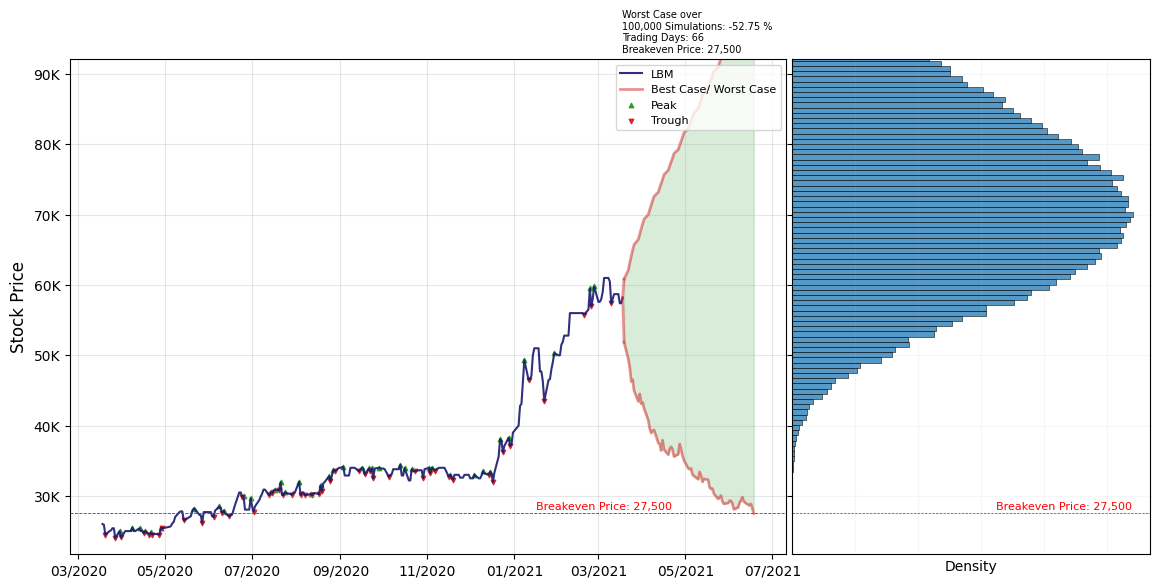 Worst Case over
100,000 Simulations: -52.75 %
Trading Days: 66
Breakeven Price: 27,500
LBM
Best Case/ Worst Case
Peak
Trough
90K
80K
70K
60K
50K
40K
30K
Stock Price
Breakeven Price: 27,500
Breakeven Price: 27,500
03/2020
05/2020
07/2020
09/2020
11/2020
01/2021
03/2021
05/2021
07/2021
Density